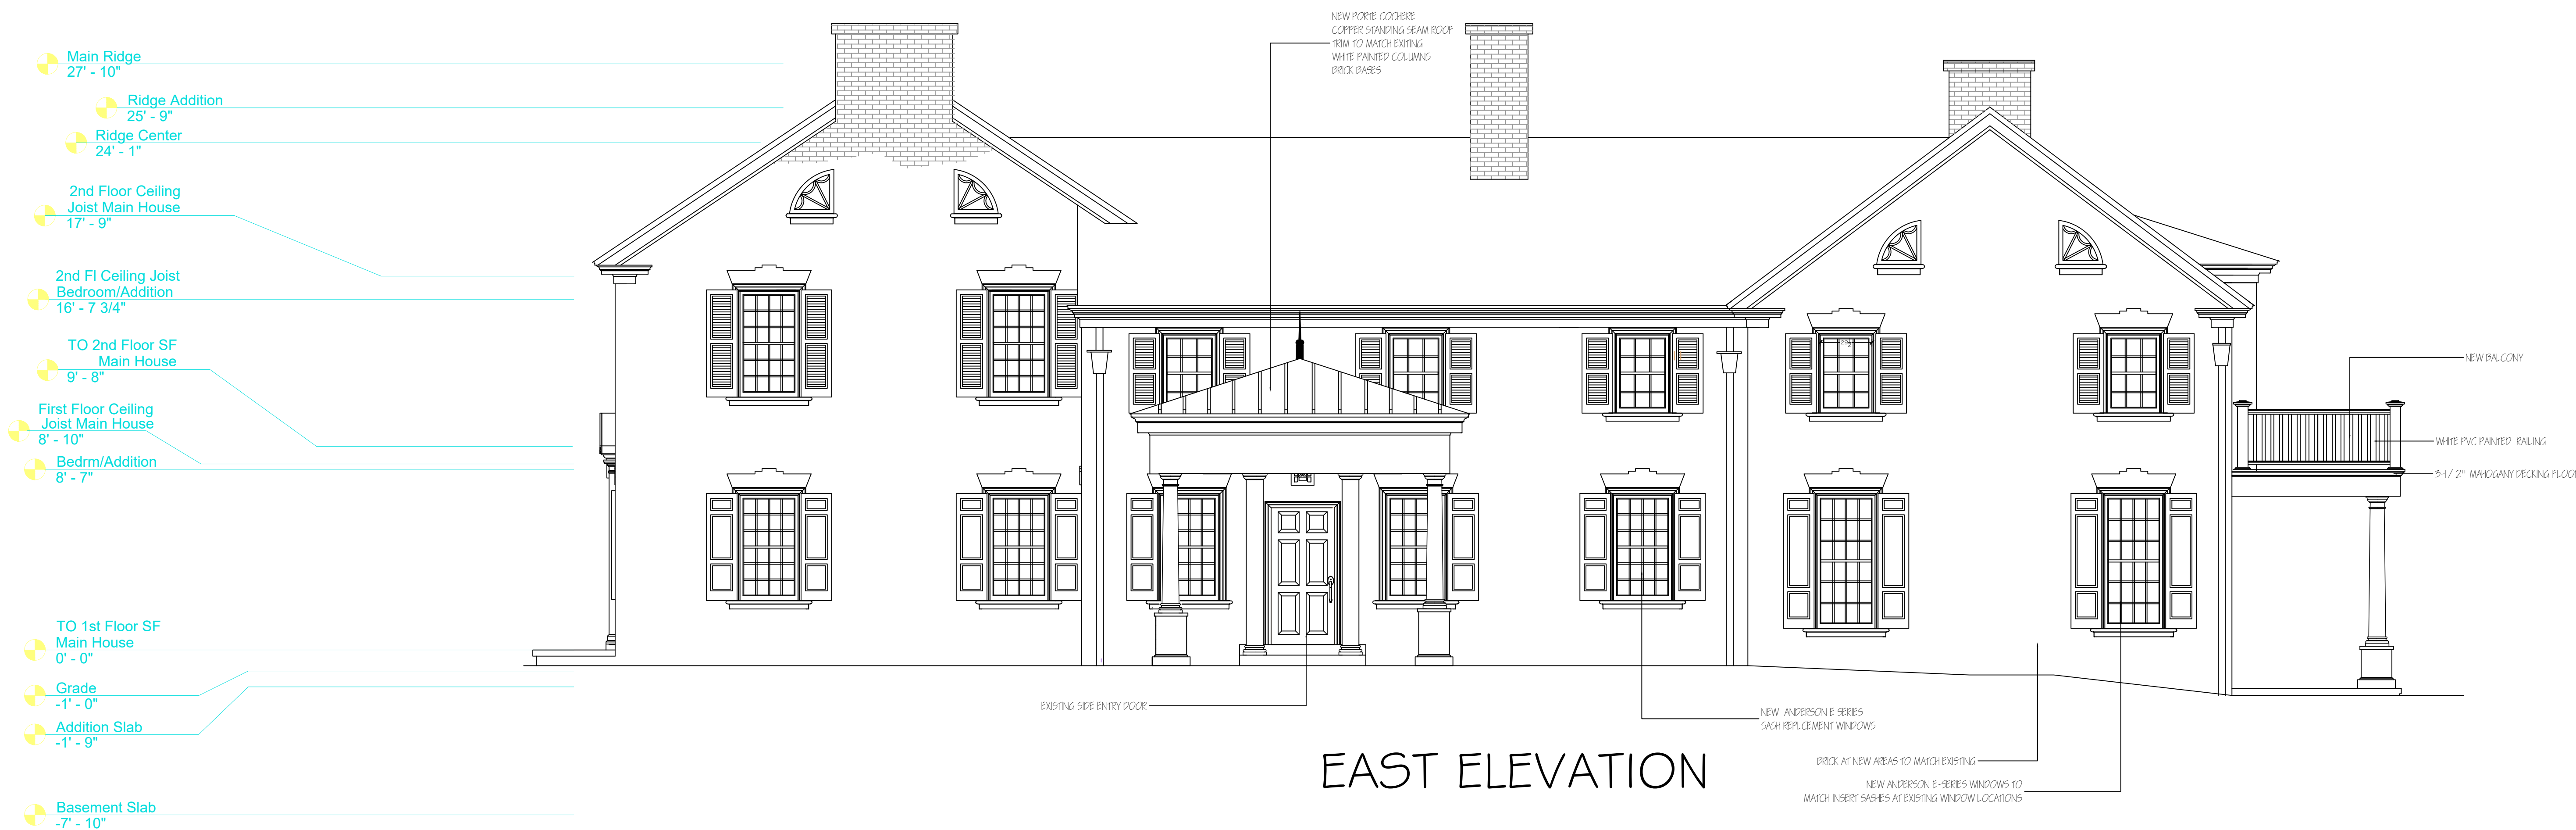 Main Ridge
27' - 10"
Ridge Addition
25' - 9"
Ridge Center
24' - 1"
2nd Floor Ceiling
Joist Main House
17' - 9"
2nd Fl Ceiling Joist
Bedroom/Addition
16' - 7 3/4"
TO 2nd Floor SF
Main House
9' - 8"
First Floor Ceiling
Joist Main House
8' - 10"
Bedrm/Addition
8' - 7"
TO 1st Floor SF
Main House
0' - 0"
Grade
-1' - 0"
Addition Slab
-1' - 9"
Basement Slab
-7' - 10"
NEW PORTE COCHERE
COPPER STANDING SEAM ROOF
TRIM TO MATCH EXITING
WHITE PAINTED COLUMNS
BRICK BASES
NEW BALCONY
WHITE PVC PAINTED RAILING
3-1/2" MAHOGANY DECKING FLOO
EXISTING SIDE ENTRY DOOR
NEW ANDERSON E SERIES
SASH REPLCEMENT WINDOWS
BRICK AT NEW AREAS TO MATCH EXISTING
NEW ANDERSON E-SERIES WINDOWS TO
MATCH INSERT SASHES AT EXISTING WINDOW LOCATIONS
EAST ELEVATION